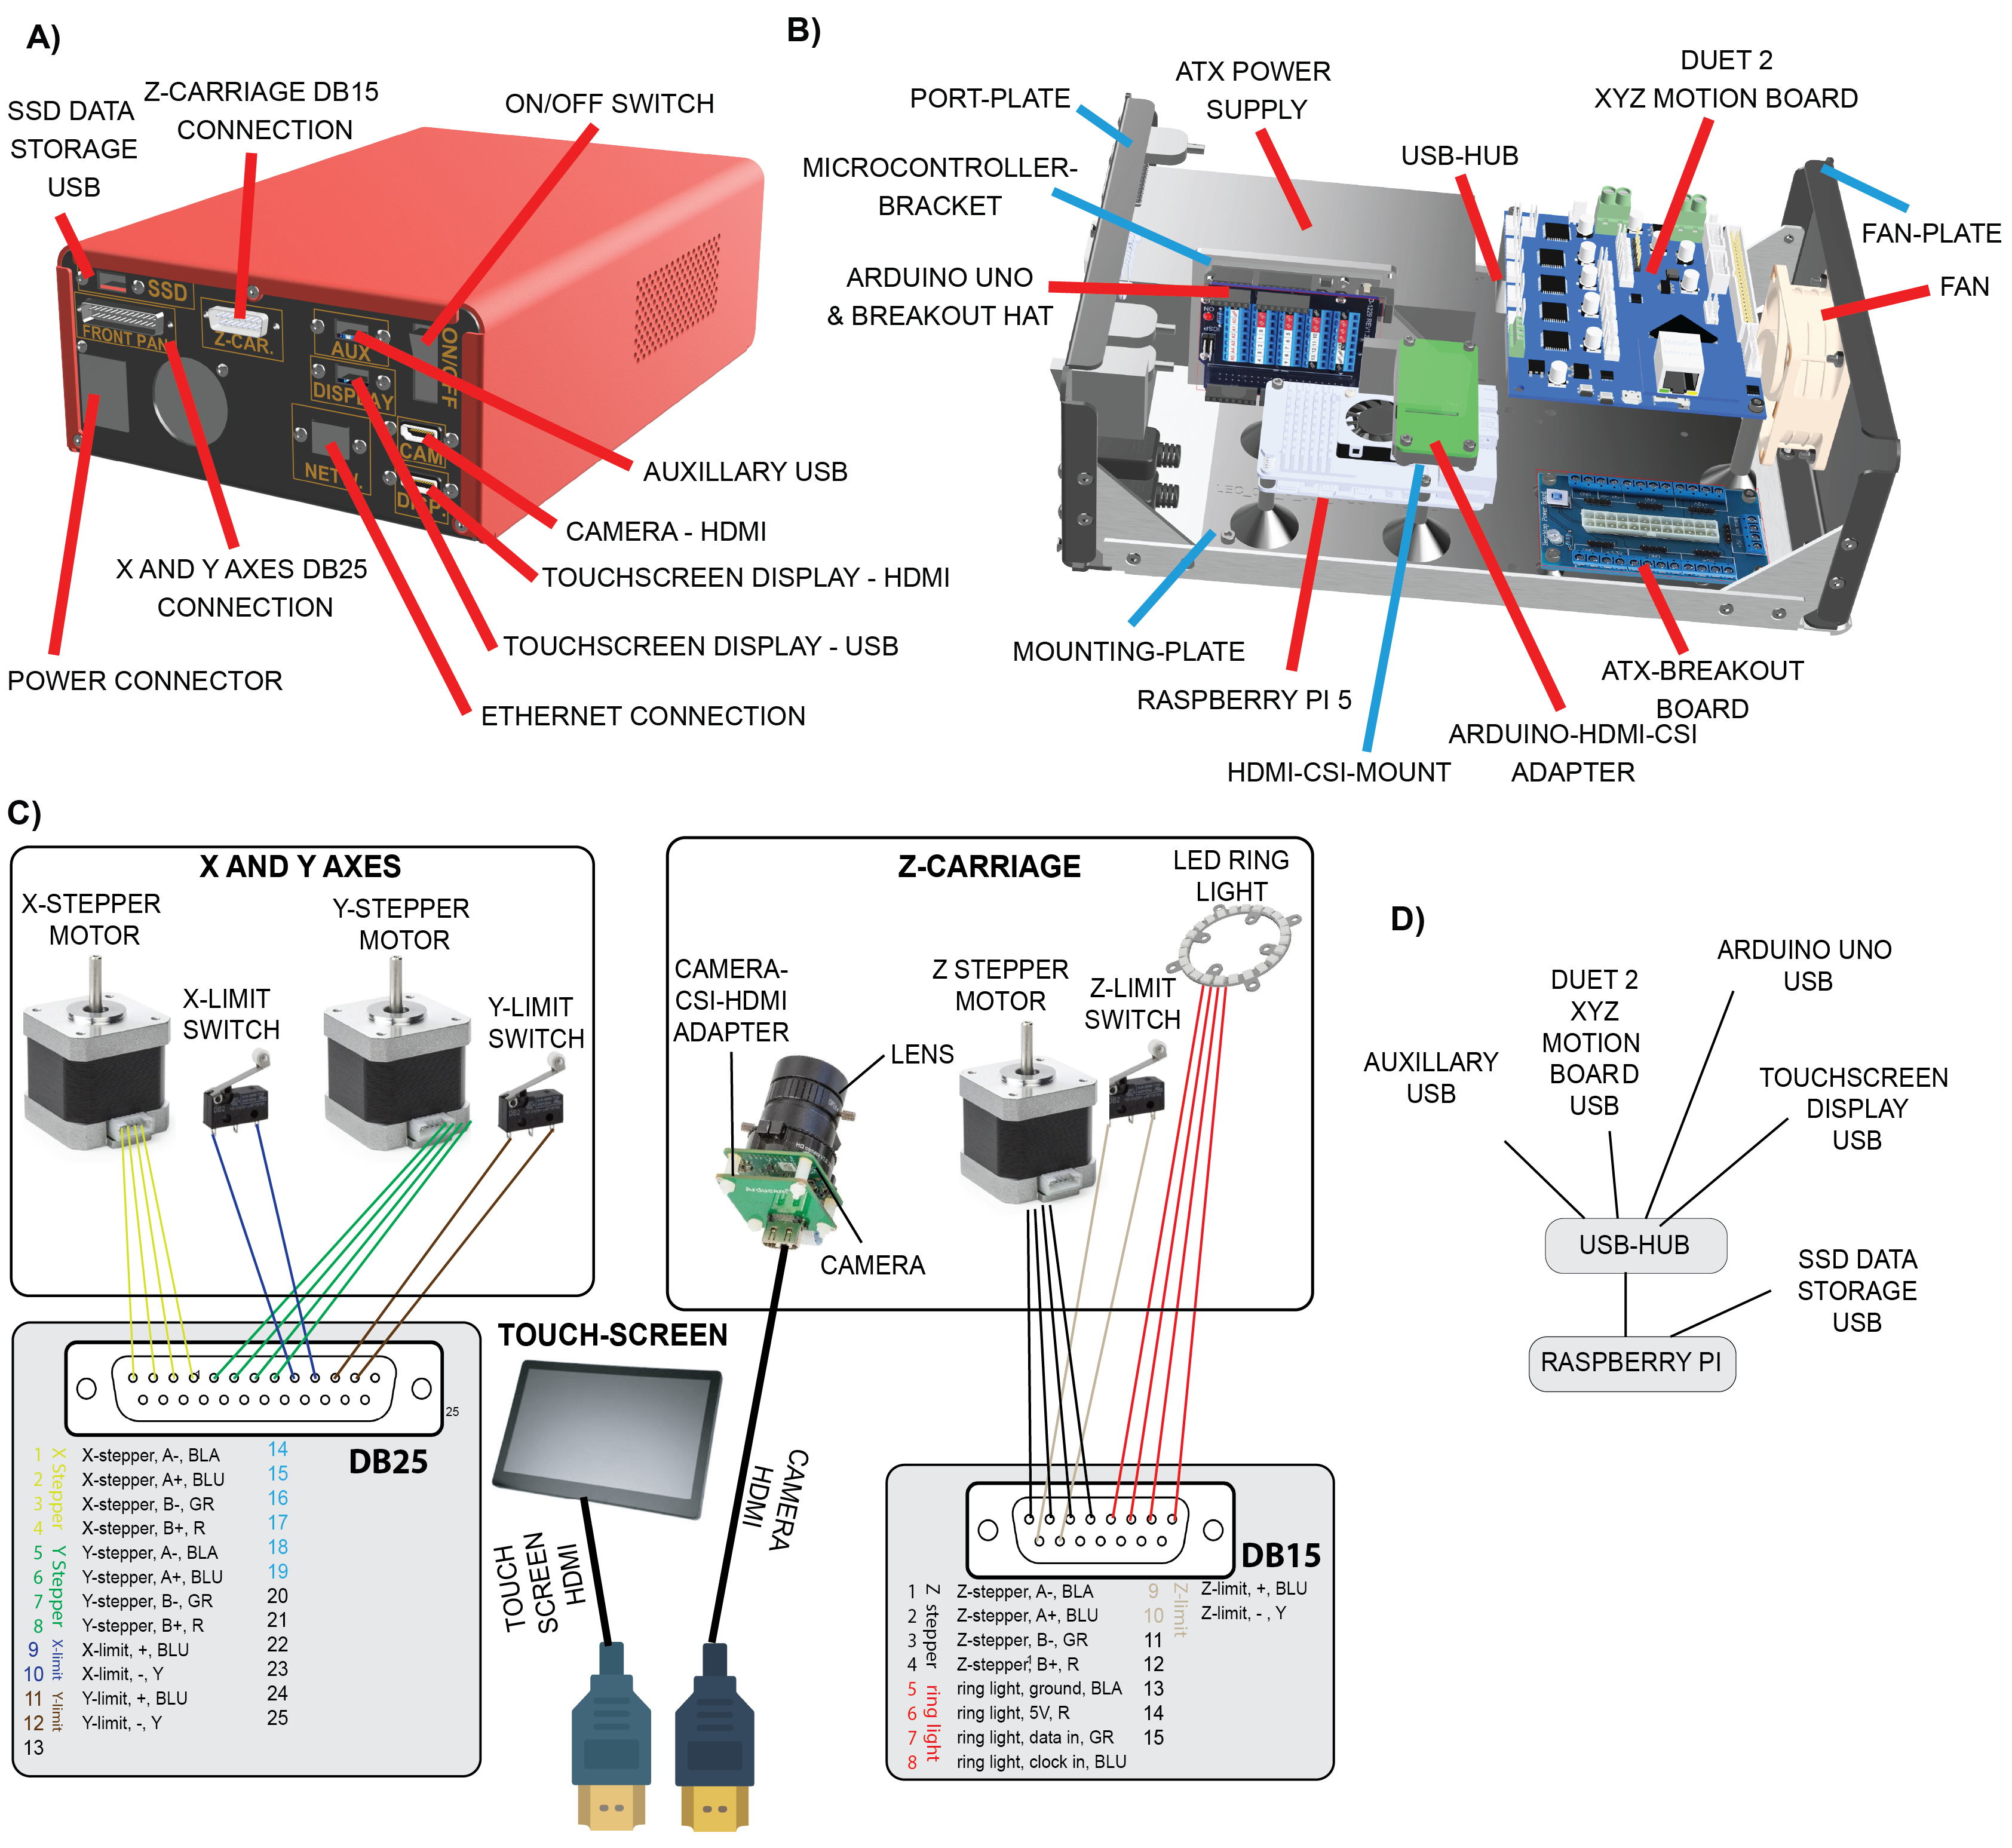 A)
SSD DATA
STORAGE
USB
Z-CARRIAGE DB15
CONNECTION
ON/OFF SWITCH
SSD
FRONT PAN
Z-CAR.
AUX
DISPLAY
ON/OFF
NETW.
CAM
DISP.
AUXILLARY USB
CAMERA - HDMI
X AND Y AXES DB25
CONNECTION
TOUCHSCREEN DISPLAY - HDMI
TOUCHSCREEN DISPLAY - USB
POWER CONNECTOR
ETHERNET CONNECTION
B)
PORT-PLATE
ATX POWER
SUPPLY
DUET 2
XYZ MOTION BOARD
MICROCONTROLLER-
BRACKET
USB-HUB
ARDUINO UNO
& BREAKOUT HAT
FAN-PLATE
FAN
MOUNTING-PLATE
RASPBERRY PI 5
ATX-BREAKOUT
BOARD
ARDUINO-HDMI-CSI
ADAPTER
HDMI-CSI-MOUNT
C)
X AND Y AXES
X-STEPPER
MOTOR
Y-STEPPER
MOTOR
X-LIMIT
SWITCH
Y-LIMIT
SWITCH
Z-CARRIAGE
LED RING
LIGHT
CAMERA-
CSI-HDMI
ADAPTER
Z STEPPER
MOTOR
Z-LIMIT
SWITCH
LENS
CAMERA
TOUCH-SCREEN
TOUCH
SCREEN
HDMI
CAMERA
HDMI
1
25
DB25
X Stepper
1 X-stepper, A-, BLA
2 X-stepper, A+, BLU
3 X-stepper, B-, GR
4 X-stepper, B+, R
Y Stepper
5 Y-stepper, A-, BLA
6 Y-stepper, A+, BLU
7 Y-stepper, B-, GR
8 Y-stepper, B+, R
X-limit
9 X-limit, +, BLU
10 X-limit, -, Y
Y-limit
11 Y-limit, +, BLU
12 Y-limit, -, Y
13
14
15
16
17
18
19
20
21
22
23
24
25
DB15
Z stepper
1 Z-stepper, A-, BLA
2 Z-stepper, A+, BLU
3 Z-stepper, B-, GR
4 Z-stepper, B+, R
1
ring light
5 ring light, ground, BLA
6 ring light, 5V, R
7 ring light, data in, GR
8 ring light, clock in, BLU
Z-limit
9 Z-limit, +, BLU
10 Z-limit, - , Y
11
12
13
14
15
D)
ARDUINO UNO
USB
DUET 2
XYZ
MOTION
BOARD
USB
AUXILLARY
USB
TOUCHSCREEN
DISPLAY
USB
USB-HUB
SSD DATA
STORAGE
USB
RASPBERRY PI